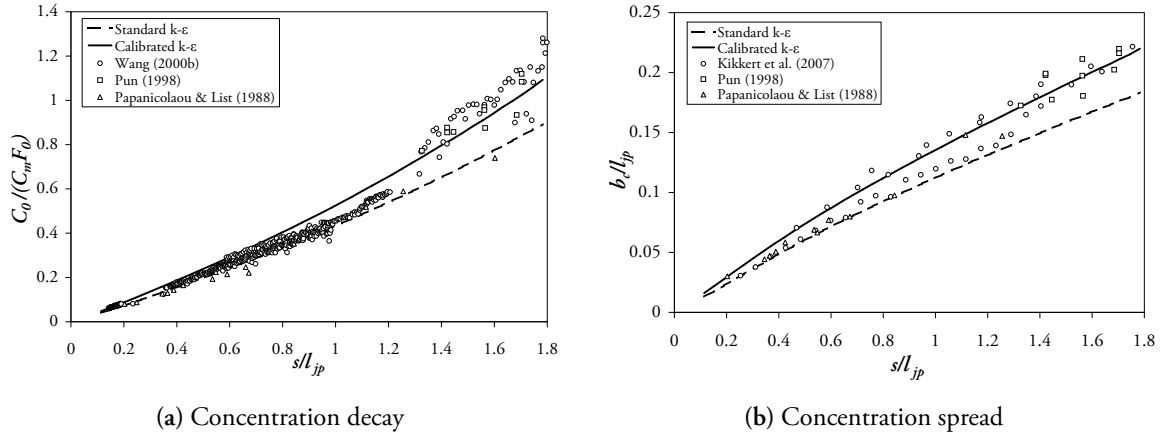 1.4
1.2
1
0.8
0.6
0.4
0.2
0
C₀/(CₘF₀)
Standard k-ε
Calibrated k-ε
Wang (2000b)
Pun (1998)
Papanicolaou & List (1988)
0 0.2 0.4 0.6 0.8 1 1.2 1.4 1.6 1.8
s/l_jp
(a) Concentration decay
0.25
0.2
0.15
0.1
0.05
0
b_c/l_jp
Standard k-ε
Calibrated k-ε
Kikkert et al. (2007)
Pun (1998)
Papanicolaou & List (1988)
0 0.2 0.4 0.6 0.8 1 1.2 1.4 1.6 1.8
s/l_jp
(b) Concentration spread